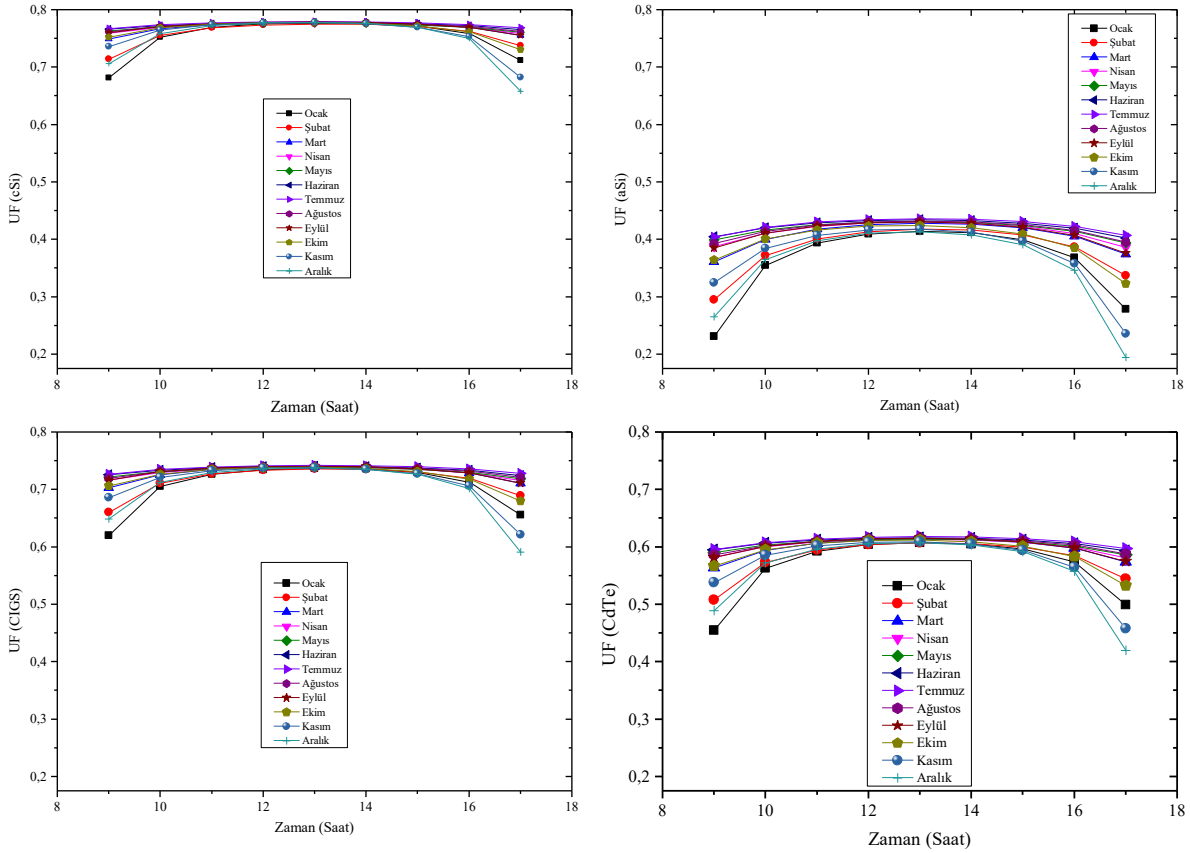 0,8
0,7
0,6
0,5
0,4
0,3
0,2
UF (cSi)
Ocak
Şubat
Mart
Nisan
Mayıs
Haziran
Temmuz
Ağustos
Eylül
Ekim
Kasım
Aralık
8 10 12 14 16 18
Zaman (Saat)
0,8
0,7
0,6
0,5
0,4
0,3
0,2
UF (aSi)
Ocak
Şubat
Mart
Nisan
Mayıs
Haziran
Temmuz
Ağustos
Eylül
Ekim
Kasım
Aralık
8 10 12 14 16 18
Zaman (Saat)
0,8
0,7
0,6
0,5
0,4
0,3
0,2
UF (CIGS)
Ocak
Şubat
Mart
Nisan
Mayıs
Haziran
Temmuz
Ağustos
Eylül
Ekim
Kasım
Aralık
8 10 12 14 16 18
Zaman (Saat)
0,8
0,7
0,6
0,5
0,4
0,3
0,2
UF (CdTe)
Ocak
Şubat
Mart
Nisan
Mayıs
Haziran
Temmuz
Ağustos
Eylül
Ekim
Kasım
Aralık
8 10 12 14 16 18
Zaman (Saat)